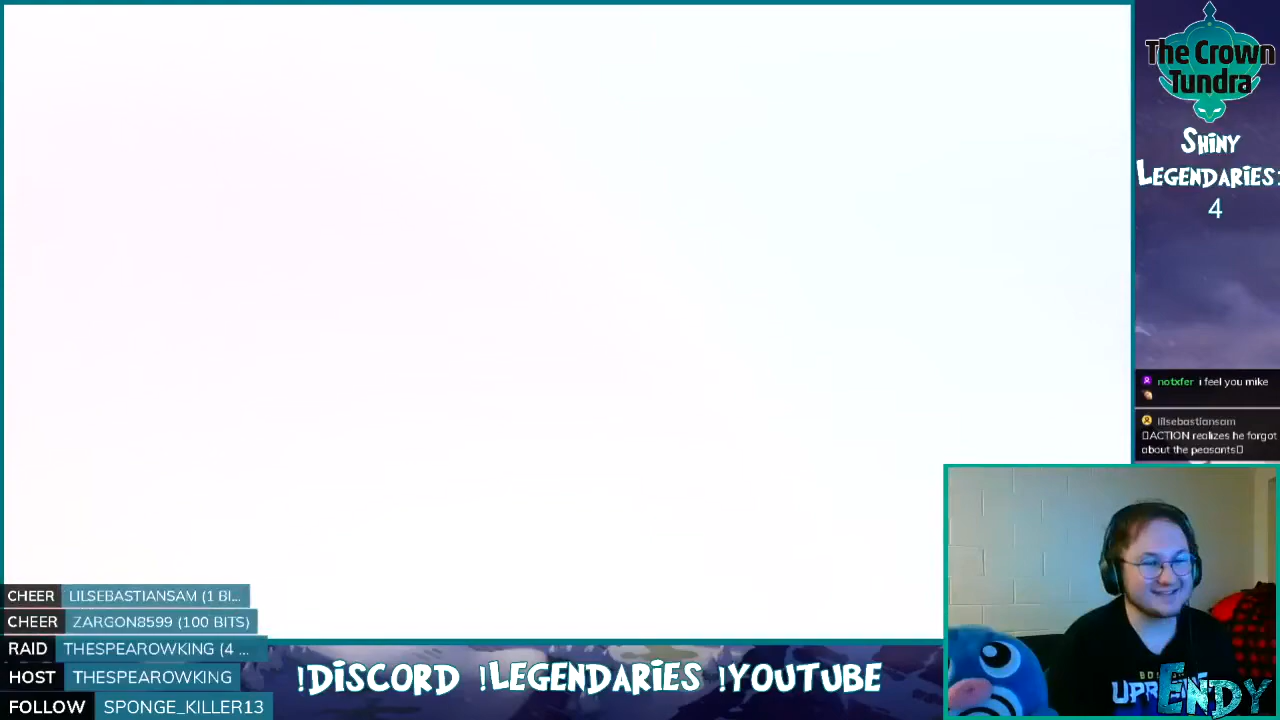 The Crown
Tundra
SHINY
LEGENDARIES:
4
notxfer i feel you mike
lilsebastiansam
ACTION realizes he forgot
about the peasants
CHEER LILSEBASTIANSAM (1 BI...
CHEER ZARGON8599 (100 BITS)
RAID THESPEAROWKING (4 ...
HOST THESPEAROWKING
FOLLOW SPONGE_KILLER13
!DISCORD !LEGENDARIES !YOUTUBE
ENDY